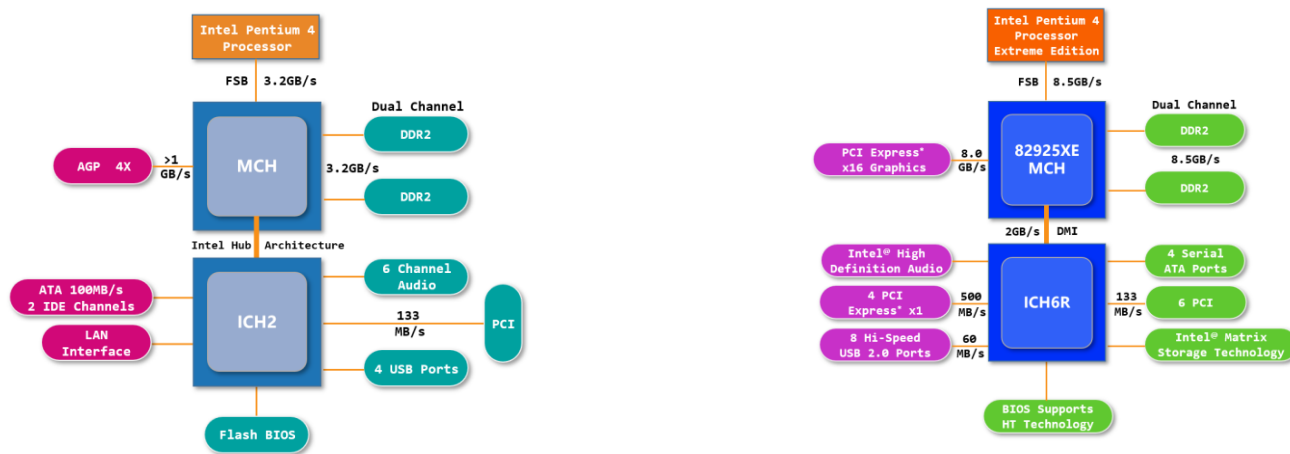 Intel Pentium 4
Processor
FSB 3.2GB/s
Dual Channel
DDR2
MCH
AGP 4X
>1
GB/s
3.2GB/s
DDR2
Intel Hub Architecture
6 Channel
Audio
ATA 100MB/s
2 IDE Channels
ICH2
133
MB/s
PCI
LAN
Interface
4 USB Ports
Flash BIOS
Intel Pentium 4
Processor
Extreme Edition
FSB 8.5GB/s
Dual Channel
DDR2
PCI Express*
x16 Graphics
8.0
GB/s
82925XE
MCH
8.5GB/s
DDR2
2GB/s DMI
Intel® High
Definition Audio
4 Serial
ATA Ports
4 PCI
Express* x1
500
MB/s
ICH6R
133
MB/s
6 PCI
8 Hi-Speed
USB 2.0 Ports
60
MB/s
Intel® Matrix
Storage Technology
BIOS Supports
HT Technology